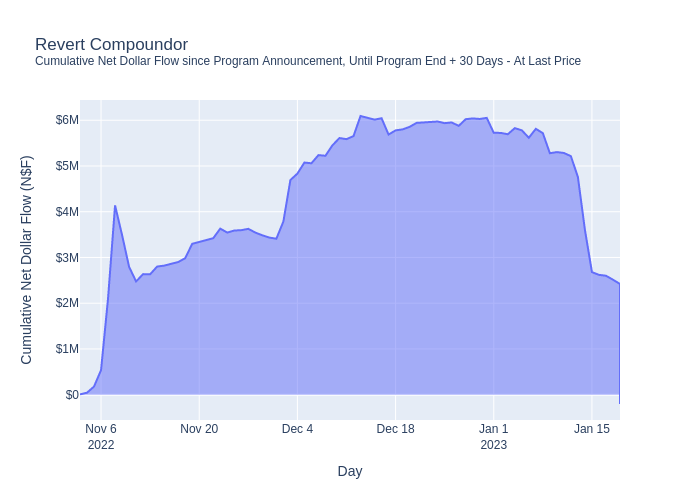 Revert Compoundor
Cumulative Net Dollar Flow since Program Announcement, Until Program End + 30 Days - At Last Price
Cumulative Net Dollar Flow (N$F)
$6M
$5M
$4M
$3M
$2M
$1M
$0
Nov 6
2022
Nov 20
Dec 4
Dec 18
Jan 1
2023
Jan 15
Day